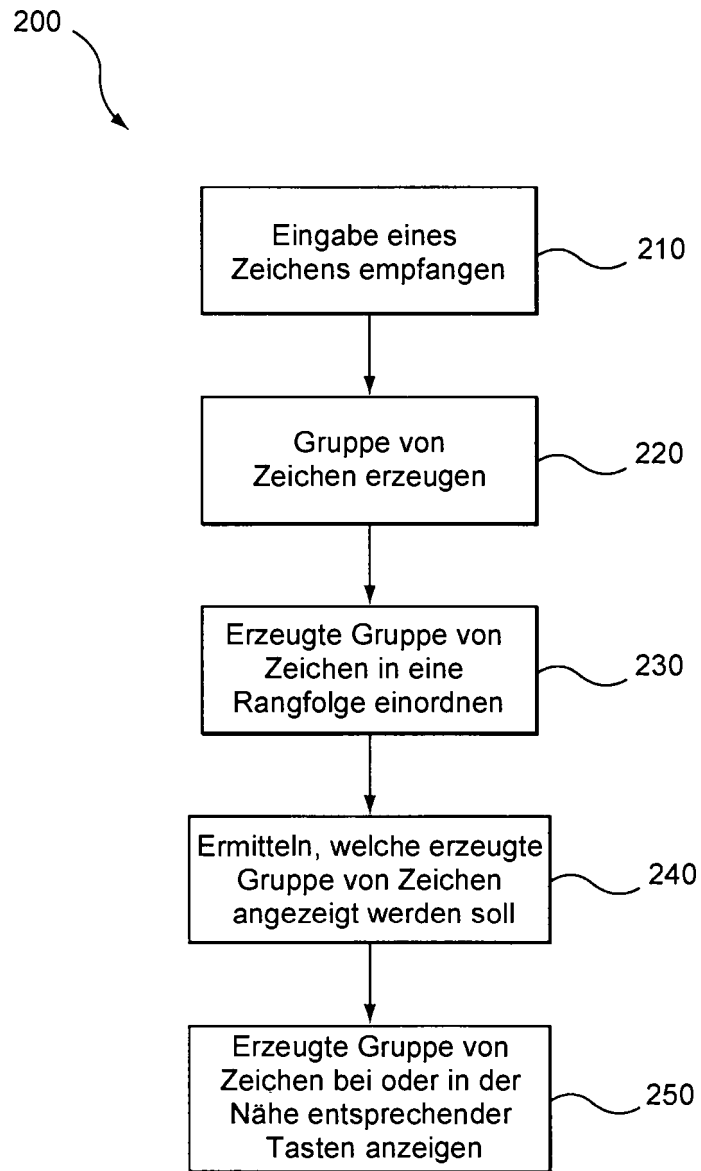 200
Eingabe eines
Zeichens empfangen
210
Gruppe von
Zeichen erzeugen
220
Erzeugte Gruppe von
Zeichen in eine
Rangfolge einordnen
230
Ermitteln, welche erzeugte
Gruppe von Zeichen
angezeigt werden soll
240
Erzeugte Gruppe von
Zeichen bei oder in der
Nähe entsprechender
Tasten anzeigen
250